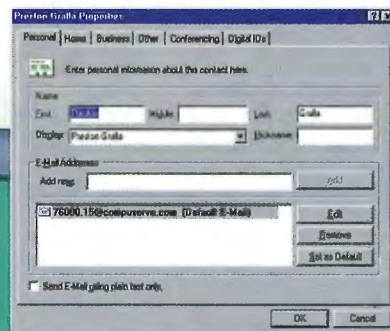 Preston Gralla Properties
Personal Home Business Other Conferencing Digital IDs
Enter personal information about this contact here.
Name
First: Preston Middle: Last: Gralla
Display: Preston Gralla Nickname:
E-Mail Addresses
Add new: Add
76000.15@compuserve.com (Default E-Mail)
Edit
Remove
Set as Default
Send E-Mail using plain text only.
OK Cancel